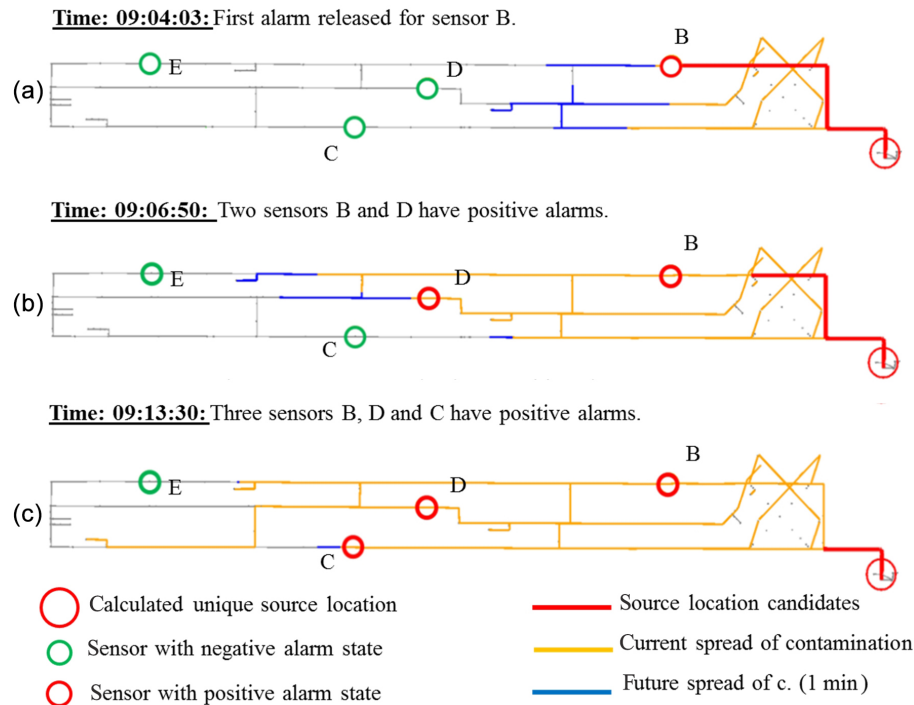 Time: 09:04:03: First alarm released for sensor B.
B
E
D
(a)
C
Time: 09:06:50: Two sensors B and D have positive alarms.
B
E
D
(b)
C
Time: 09:13:30: Three sensors B, D and C have positive alarms.
B
E
D
(c)
C
Calculated unique source location
Source location candidates
Sensor with negative alarm state
Current spread of contamination
Sensor with positive alarm state
Future spread of c. (1 min)